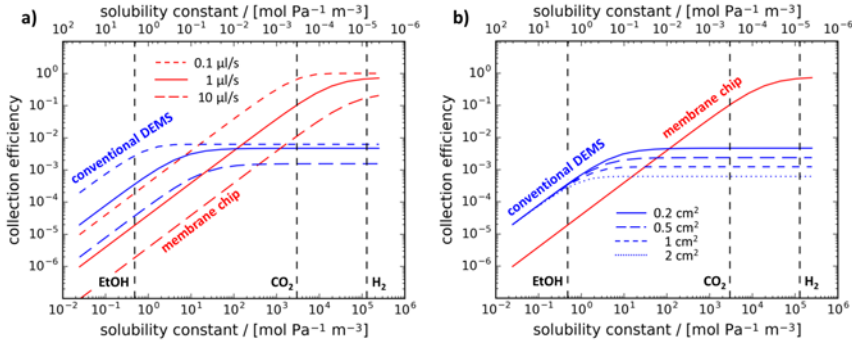 a)
solubility constant / [mol Pa⁻¹ m⁻³]
10² 10¹ 10⁰ 10⁻¹ 10⁻² 10⁻³ 10⁻⁴ 10⁻⁵ 10⁻⁶
collection efficiency
10⁰
10⁻¹
10⁻²
10⁻³
10⁻⁴
10⁻⁵
10⁻⁶
0.1 µl/s
1 µl/s
10 µl/s
conventional DEMS
membrane chip
EtOH
CO₂
H₂
10⁻² 10⁻¹ 10⁰ 10¹ 10² 10³ 10⁴ 10⁵ 10⁶
solubility constant / [mol Pa⁻¹ m⁻³]
b)
solubility constant / [mol Pa⁻¹ m⁻³]
10² 10¹ 10⁰ 10⁻¹ 10⁻² 10⁻³ 10⁻⁴ 10⁻⁵ 10⁻⁶
collection efficiency
10⁰
10⁻¹
10⁻²
10⁻³
10⁻⁴
10⁻⁵
10⁻⁶
membrane chip
conventional DEMS
0.2 cm²
0.5 cm²
1 cm²
2 cm²
EtOH
CO₂
H₂
10⁻² 10⁻¹ 10⁰ 10¹ 10² 10³ 10⁴ 10⁵ 10⁶
solubility constant / [mol Pa⁻¹ m⁻³]